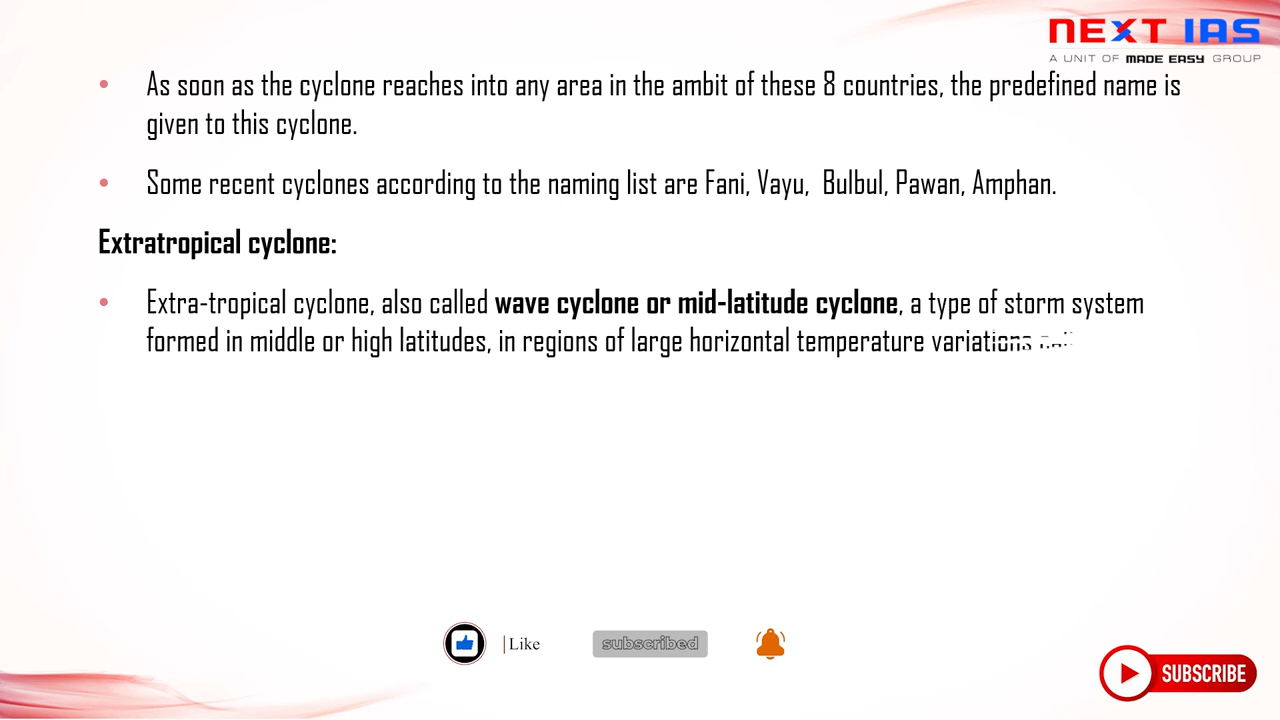 NEXT IAS
A UNIT OF MADE EASY GROUP
• As soon as the cyclone reaches into any area in the ambit of these 8 countries, the predefined name is
given to this cyclone.
• Some recent cyclones according to the naming list are Fani, Vayu, Bulbul, Pawan, Amphan.
Extratropical cyclone:
• Extra-tropical cyclone, also called wave cyclone or mid-latitude cyclone, a type of storm system
formed in middle or high latitudes, in regions of large horizontal temperature variations
Like
subscribed
SUBSCRIBE